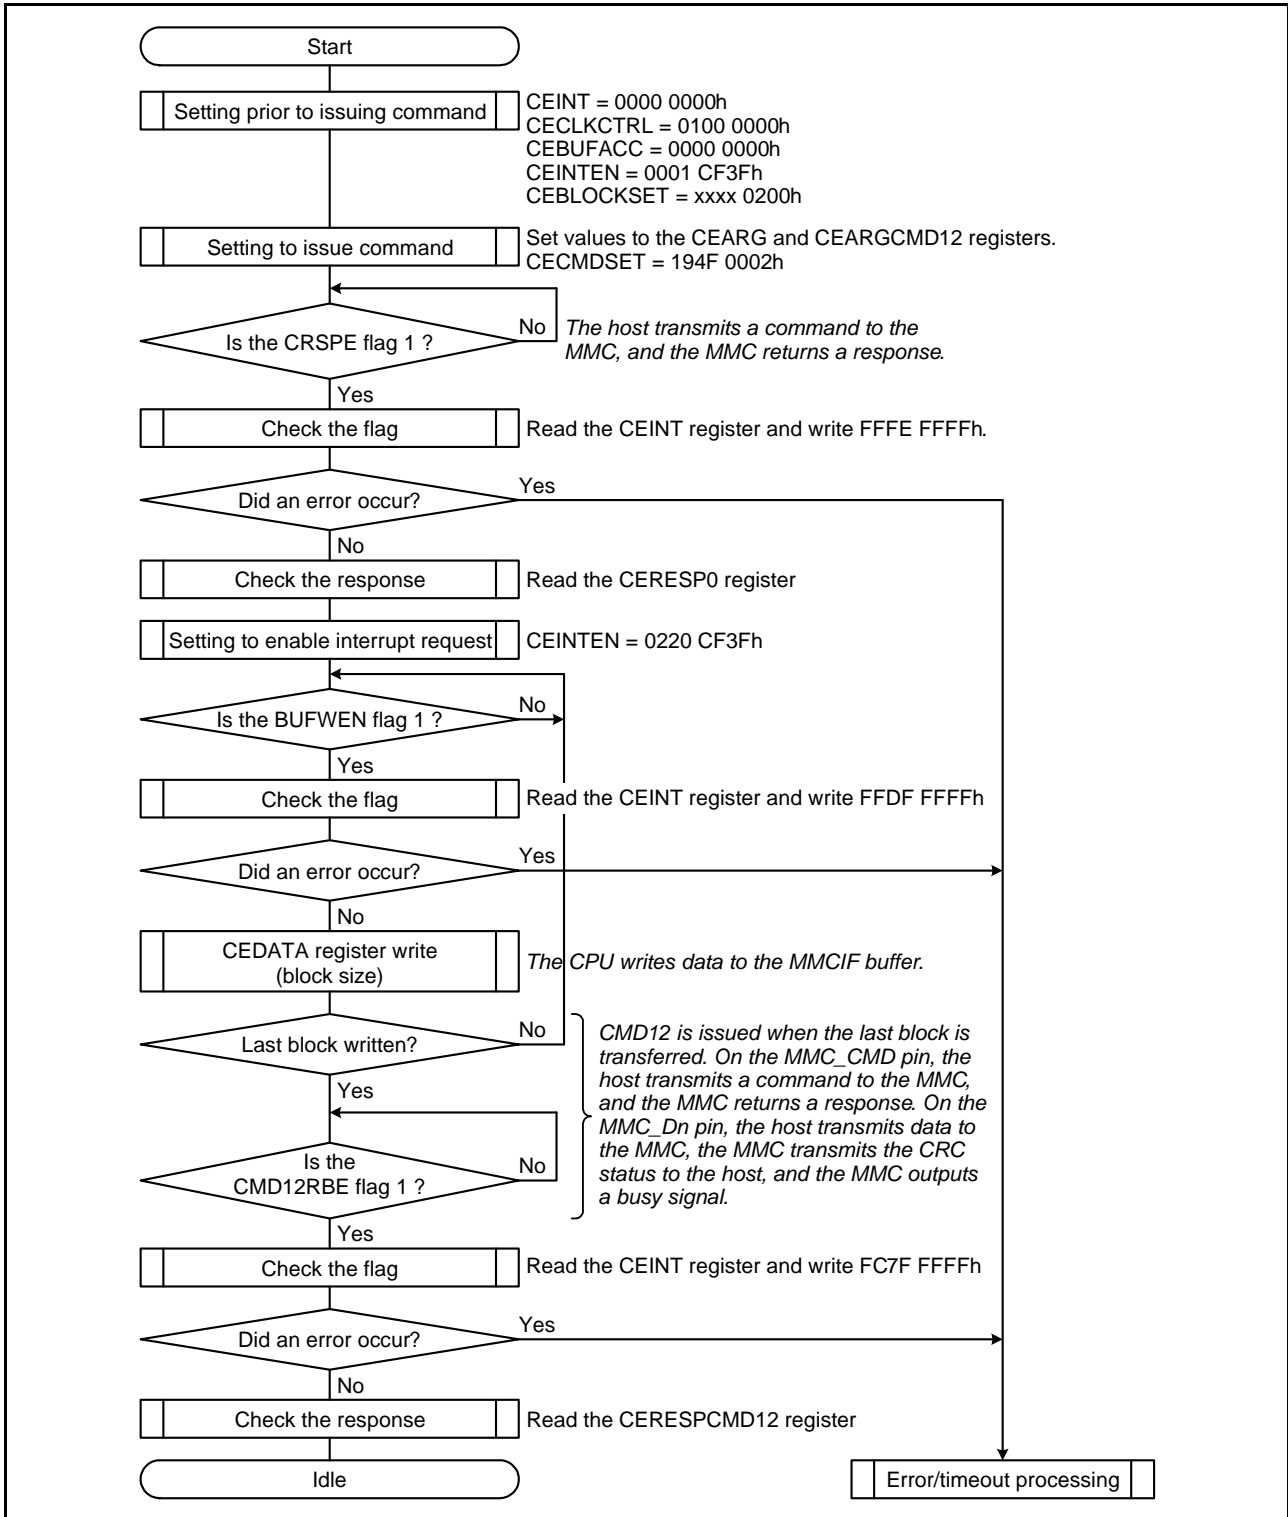 Start
Setting prior to issuing command
CEINT = 0000 0000h
CECLKCTRL = 0100 0000h
CEBUFACC = 0000 0000h
CEINTEN = 0001 CF3Fh
CEBLOCKSET = xxxx 0200h
Setting to issue command
Set values to the CEARG and CEARGCMD12 registers.
CECMDSET = 194F 0002h
Is the CRSPE flag 1 ?
No
The host transmits a command to the
MMC, and the MMC returns a response.
Yes
Check the flag
Read the CEINT register and write FFFE FFFFh.
Did an error occur?
Yes
No
Check the response
Read the CERESP0 register
Setting to enable interrupt request
CEINTEN = 0220 CF3Fh
Is the BUFWEN flag 1 ?
No
Yes
Check the flag
Read the CEINT register and write FFDF FFFFh
Did an error occur?
Yes
No
CEDATA register write
(block size)
The CPU writes data to the MMCIF buffer.
Last block written?
No
Yes
CMD12 is issued when the last block is
transferred. On the MMC_CMD pin, the
host transmits a command to the MMC,
and the MMC returns a response. On the
MMC_Dn pin, the host transmits data to
the MMC, the MMC transmits the CRC
status to the host, and the MMC outputs
a busy signal.
Is the
CMD12RBE flag 1 ?
No
Yes
Check the flag
Read the CEINT register and write FC7F FFFFh
Did an error occur?
Yes
No
Check the response
Read the CERESPCMD12 register
Idle
Error/timeout processing